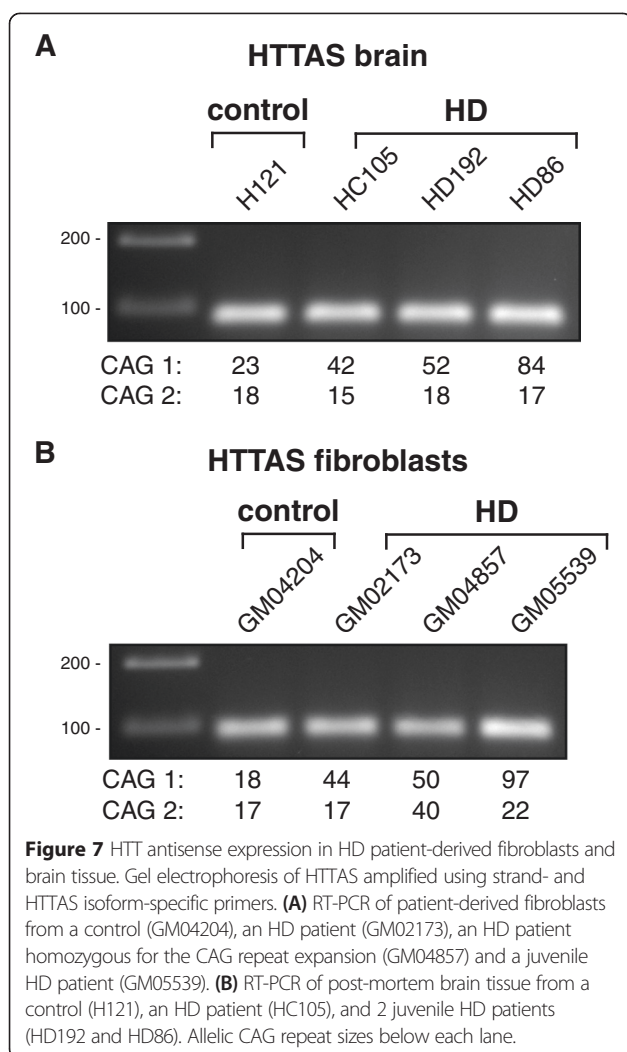 A
HTTAS brain
control HD
H121 HC105 HD192 HD86
200 -
100 -
CAG 1: 23 42 52 84
CAG 2: 18 15 18 17
B
HTTAS fibroblasts
control HD
GM04204 GM02173 GM04857 GM05539
200 -
100 -
CAG 1: 18 44 50 97
CAG 2: 17 17 40 22
Figure 7 HTT antisense expression in HD patient-derived fibroblasts and
brain tissue. Gel electrophoresis of HTTAS amplified using strand- and
HTTAS isoform-specific primers. (A) RT-PCR of patient-derived fibroblasts
from a control (GM04204), an HD patient (GM02173), an HD patient
homozygous for the CAG repeat expansion (GM04857) and a juvenile
HD patient (GM05539). (B) RT-PCR of post-mortem brain tissue from a
control (H121), an HD patient (HC105), and 2 juvenile HD patients
(HD192 and HD86). Allelic CAG repeat sizes below each lane.